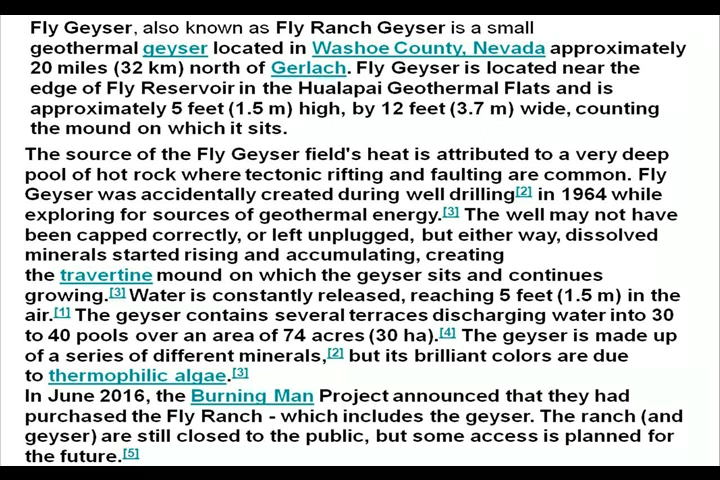 Fly Geyser, also known as Fly Ranch Geyser is a small
geothermal geyser located in Washoe County, Nevada approximately
20 miles (32 km) north of Gerlach. Fly Geyser is located near the
edge of Fly Reservoir in the Hualapai Geothermal Flats and is
approximately 5 feet (1.5 m) high, by 12 feet (3.7 m) wide, counting
the mound on which it sits.
The source of the Fly Geyser field's heat is attributed to a very deep
pool of hot rock where tectonic rifting and faulting are common. Fly
Geyser was accidentally created during well drilling[2] in 1964 while
exploring for sources of geothermal energy.[3] The well may not have
been capped correctly, or left unplugged, but either way, dissolved
minerals started rising and accumulating, creating
the travertine mound on which the geyser sits and continues
growing.[3] Water is constantly released, reaching 5 feet (1.5 m) in the
air.[1] The geyser contains several terraces discharging water into 30
to 40 pools over an area of 74 acres (30 ha).[4] The geyser is made up
of a series of different minerals,[2] but its brilliant colors are due
to thermophilic algae.[3]
In June 2016, the Burning Man Project announced that they had
purchased the Fly Ranch - which includes the geyser. The ranch (and
geyser) are still closed to the public, but some access is planned for
the future.[5]